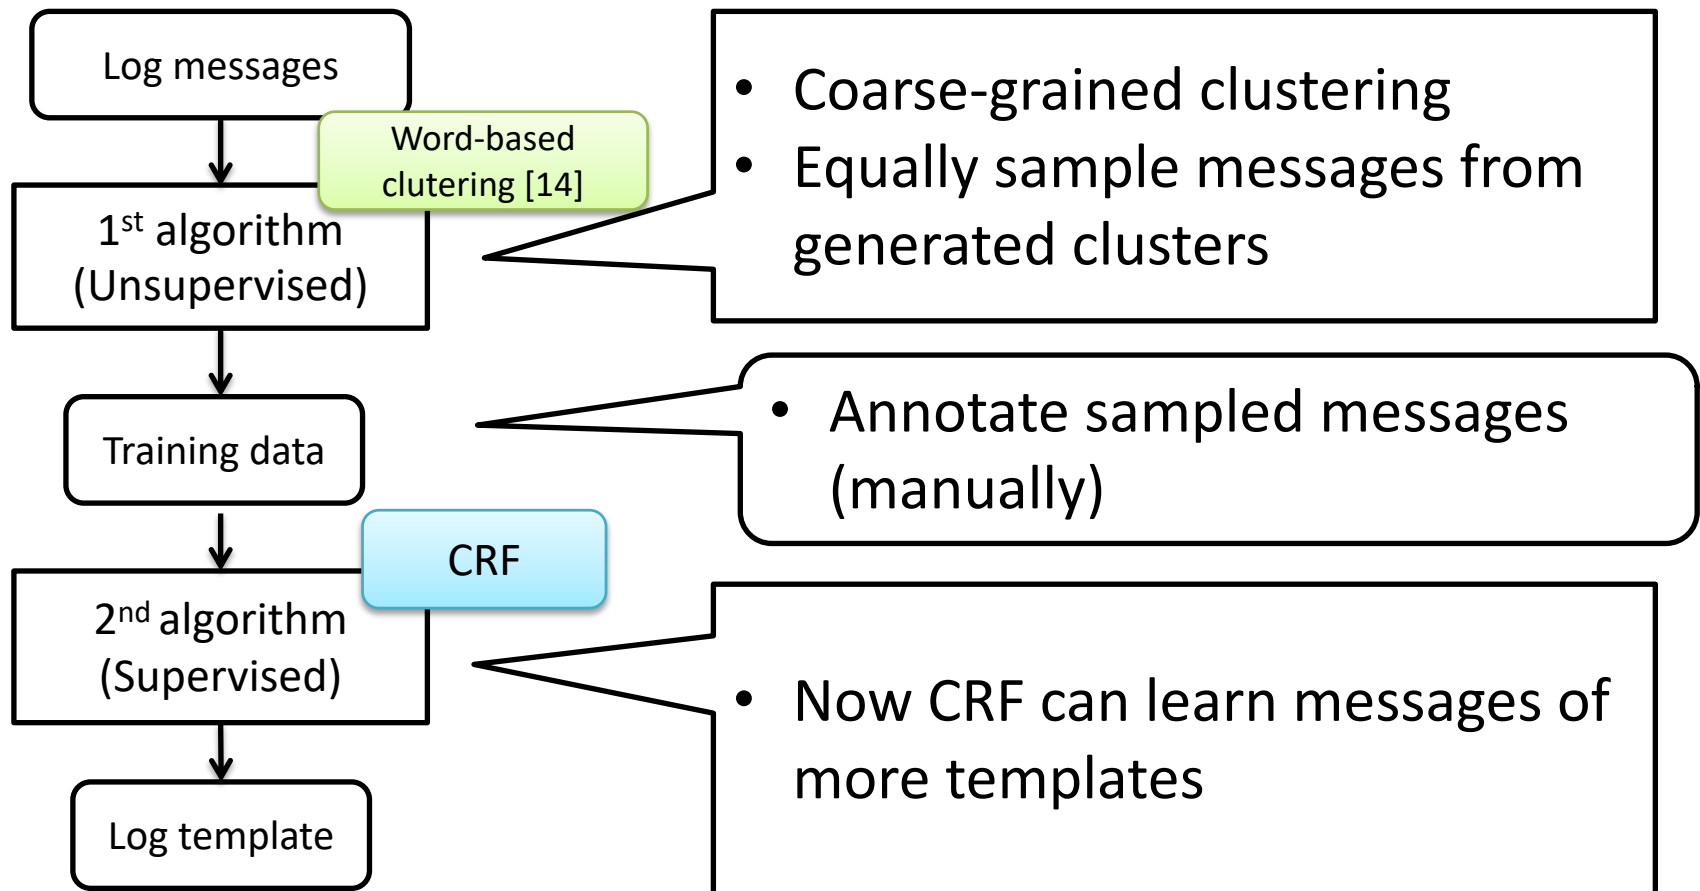 Log messages
Word-based
clutering [14]
1st algorithm
(Unsupervised)
• Coarse-grained clustering
• Equally sample messages from
generated clusters
Training data
• Annotate sampled messages
(manually)
CRF
2nd algorithm
(Supervised)
• Now CRF can learn messages of
more templates
Log template